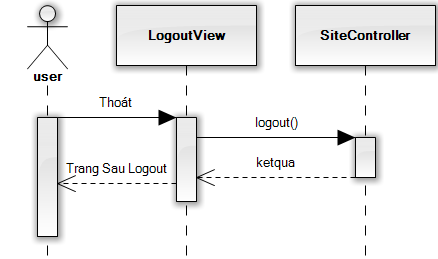 LogoutView
SiteController
user
Thoát
logout()
ketqua
Trang Sau Logout